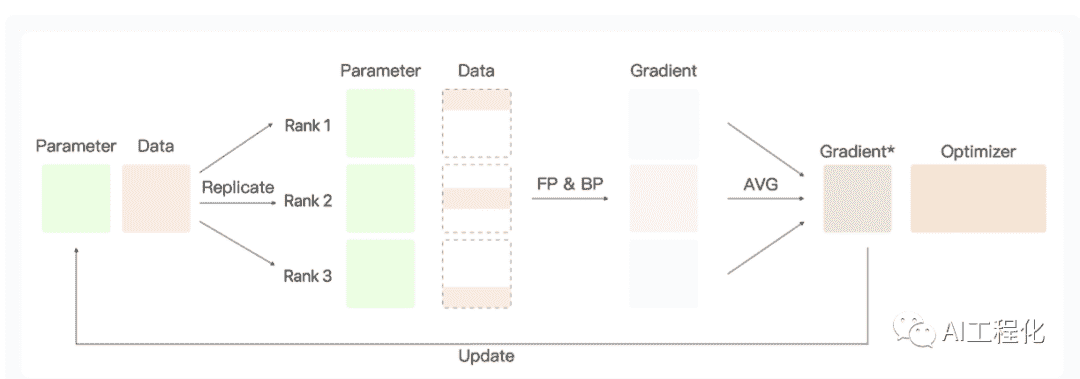 Parameter
Data
Gradient
Rank 1
Parameter
Data
Gradient*
Optimizer
Replicate
Rank 2
FP & BP
AVG
Rank 3
AI工程化
Update